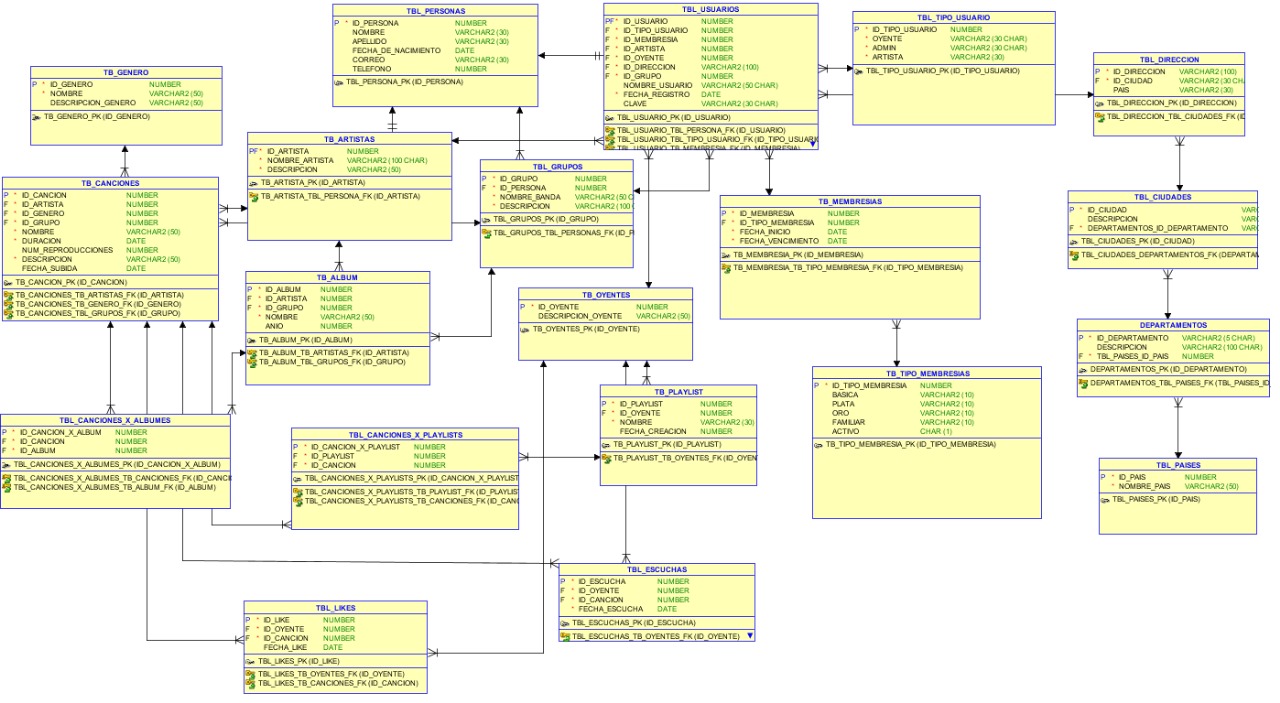 TBL_PERSONAS
P * ID_PERSONA NUMBER
NOMBRE VARCHAR2 (30)
APELLIDO VARCHAR2 (30)
FECHA_DE_NACIMIENTO DATE
CORREO VARCHAR2 (30)
TELEFONO NUMBER
TBL_PERSONA_PK (ID_PERSONA)
TBL_USUARIOS
PF* ID_USUARIO NUMBER
F * ID_TIPO_USUARIO NUMBER
F * ID_MEMBRESIA NUMBER
F * ID_ARTISTA NUMBER
F * ID_OYENTE NUMBER
F * ID_DIRECCION VARCHAR2 (100)
F * ID_GRUPO NUMBER
NOMBRE_USUARIO VARCHAR2 (50 CHAR)
* FECHA_REGISTRO DATE
CLAVE VARCHAR2 (30 CHAR)
TBL_USUARIO_PK (ID_USUARIO)
TBL_USUARIO_TBL_PERSONA_FK (ID_USUARIO)
TBL_USUARIO_TBL_TIPO_USUARIO_FK (ID_TIPO_USUAR
TBL_USUARIO_TB_MEMBRESIA_FK (ID_MEMBRESIA)
TBL_TIPO_USUARIO
P * ID_TIPO_USUARIO NUMBER
* OYENTE VARCHAR2 (30 CHAR)
* ADMIN VARCHAR2 (30 CHAR)
* ARTISTA VARCHAR2 (30)
TBL_TIPO_USUARIO_PK (ID_TIPO_USUARIO)
TBL_DIRECCION
P * ID_DIRECCION VARCHAR2 (100)
F * ID_CIUDAD VARCHAR2 (30 CH
PAIS VARCHAR2 (30)
TBL_DIRECCION_PK (ID_DIRECCION)
TBL_DIRECCION_TBL_CIUDADES_FK (ID
TB_GENERO
P * ID_GENERO NUMBER
* NOMBRE VARCHAR2 (50)
DESCRIPCION_GENERO VARCHAR2 (50)
TB_GENERO_PK (ID_GENERO)
TB_ARTISTAS
PF* ID_ARTISTA NUMBER
* NOMBRE_ARTISTA VARCHAR2 (100 CHAR)
* DESCRIPCION VARCHAR2 (50)
TB_ARTISTA_PK (ID_ARTISTA)
TB_ARTISTA_TBL_PERSONA_FK (ID_ARTISTA)
TBL_GRUPOS
P * ID_GRUPO NUMBER
F * ID_PERSONA NUMBER
* NOMBRE_BANDA VARCHAR2 (50 C
* DESCRIPCION VARCHAR2 (100
TBL_GRUPOS_PK (ID_GRUPO)
TBL_GRUPOS_TBL_PERSONAS_FK (ID_P
TB_CANCIONES
P * ID_CANCION NUMBER
F * ID_ARTISTA NUMBER
F * ID_GENERO NUMBER
F * ID_GRUPO NUMBER
* NOMBRE VARCHAR2 (50)
* DURACION DATE
NUM_REPRODUCCIONES NUMBER
* DESCRIPCION VARCHAR2 (50)
FECHA_SUBIDA DATE
TB_CANCION_PK (ID_CANCION)
TB_CANCIONES_TB_ARTISTAS_FK (ID_ARTISTA)
TB_CANCIONES_TB_GENERO_FK (ID_GENERO)
TB_CANCIONES_TBL_GRUPOS_FK (ID_GRUPO)
TB_MEMBRESIAS
P * ID_MEMBRESIA NUMBER
F * ID_TIPO_MEMBRESIA NUMBER
* FECHA_INICIO DATE
* FECHA_VENCIMIENTO DATE
TB_MEMBRESIA_PK (ID_MEMBRESIA)
TB_MEMBRESIA_TB_TIPO_MEMBRESIA_FK (ID_TIPO_MEMBRESIA)
TBL_CIUDADES
P * ID_CIUDAD VARC
DESCRIPCION VARC
F * DEPARTAMENTOS_ID_DEPARTAMENTO VARC
TBL_CIUDADES_PK (ID_CIUDAD)
TBL_CIUDADES_DEPARTAMENTOS_FK (DEPARTAM
TB_ALBUM
P * ID_ALBUM NUMBER
F * ID_ARTISTA NUMBER
F * ID_GRUPO NUMBER
* NOMBRE VARCHAR2 (50)
ANIO NUMBER
TB_ALBUM_PK (ID_ALBUM)
TB_ALBUM_TB_ARTISTAS_FK (ID_ARTISTA)
TB_ALBUM_TBL_GRUPOS_FK (ID_GRUPO)
TB_OYENTES
P * ID_OYENTE NUMBER
DESCRIPCION_OYENTE VARCHAR2 (50)
TB_OYENTES_PK (ID_OYENTE)
DEPARTAMENTOS
P * ID_DEPARTAMENTO VARCHAR2 (5 CHAR)
DESCRIPCION VARCHAR2 (100 CHAR)
F * TBL_PAISES_ID_PAIS NUMBER
DEPARTAMENTOS_PK (ID_DEPARTAMENTO)
DEPARTAMENTOS_TBL_PAISES_FK (TBL_PAISES_ID
TB_TIPO_MEMBRESIAS
P * ID_TIPO_MEMBRESIA NUMBER
BASICA VARCHAR2 (10)
PLATA VARCHAR2 (10)
ORO VARCHAR2 (10)
FAMILIAR VARCHAR2 (10)
ACTIVO CHAR (1)
TB_TIPO_MEMBRESIA_PK (ID_TIPO_MEMBRESIA)
TB_PLAYLIST
P * ID_PLAYLIST NUMBER
F * ID_OYENTE NUMBER
* NOMBRE VARCHAR2 (30)
FECHA_CREACION NUMBER
TB_PLAYLIST_PK (ID_PLAYLIST)
TB_PLAYLIST_TB_OYENTES_FK (ID_OYEN
TBL_CANCIONES_X_ALBUMES
P * ID_CANCION_X_ALBUM NUMBER
F * ID_CANCION NUMBER
F * ID_ALBUM NUMBER
TBL_CANCIONES_X_ALBUMES_PK (ID_CANCION_X_ALBUM)
TBL_CANCIONES_X_ALBUMES_TB_CANCIONES_FK (ID_CANCI
TBL_CANCIONES_X_ALBUMES_TB_ALBUM_FK (ID_ALBUM)
TBL_CANCIONES_X_PLAYLISTS
P * ID_CANCION_X_PLAYLIST NUMBER
F * ID_PLAYLIST NUMBER
F * ID_CANCION NUMBER
TBL_CANCIONES_X_PLAYLISTS_PK (ID_CANCION_X_PLAYLIST
TBL_CANCIONES_X_PLAYLISTS_TB_PLAYLIST_FK (ID_PLAYLIS
TBL_CANCIONES_X_PLAYLISTS_TB_CANCIONES_FK (ID_CAN
TBL_PAISES
P * ID_PAIS NUMBER
* NOMBRE_PAIS VARCHAR2 (50)
TBL_PAISES_PK (ID_PAIS)
TBL_ESCUCHAS
P * ID_ESCUCHA NUMBER
F * ID_OYENTE NUMBER
F * ID_CANCION NUMBER
* FECHA_ESCUCHA DATE
TBL_ESCUCHAS_PK (ID_ESCUCHA)
TBL_ESCUCHAS_TB_OYENTES_FK (ID_OYENTE)
TBL_LIKES
P * ID_LIKE NUMBER
F * ID_OYENTE NUMBER
F * ID_CANCION NUMBER
FECHA_LIKE DATE
TBL_LIKES_PK (ID_LIKE)
TBL_LIKES_TB_OYENTES_FK (ID_OYENTE)
TBL_LIKES_TB_CANCIONES_FK (ID_CANCION)